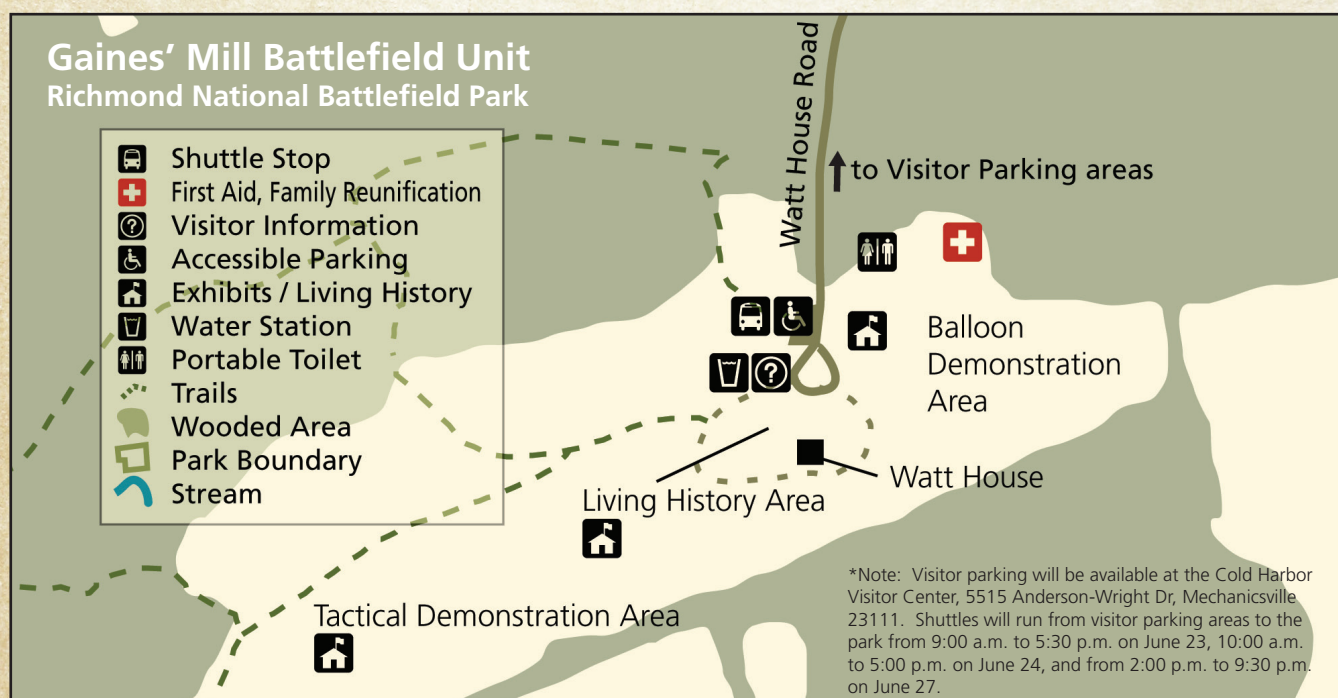 Gaines’ Mill Battlefield Unit
Richmond National Battlefield Park
Shuttle Stop
First Aid, Family Reunification
Visitor Information
Accessible Parking
Exhibits / Living History
Water Station
Portable Toilet
Trails
Wooded Area
Park Boundary
Stream
Watt House Road
to Visitor Parking areas
Balloon
Demonstration
Area
Watt House
Living History Area
Tactical Demonstration Area
*Note:  Visitor parking will be available at the Cold Harbor
Visitor Center, 5515 Anderson-Wright Dr, Mechanicsville
23111.  Shuttles will run from visitor parking areas to the
park from 9:00 a.m. to 5:30 p.m. on June 23, 10:00 a.m.
to 5:00 p.m. on June 24, and from 2:00 p.m. to 9:30 p.m.
on June 27.